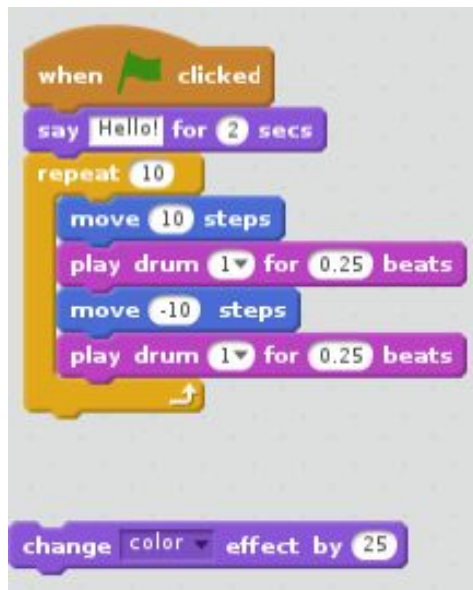 when clicked
say Hello! for 2 secs
repeat 10
move 10 steps
play drum 1 for 0.25 beats
move -10 steps
play drum 1 for 0.25 beats
change color effect by 25